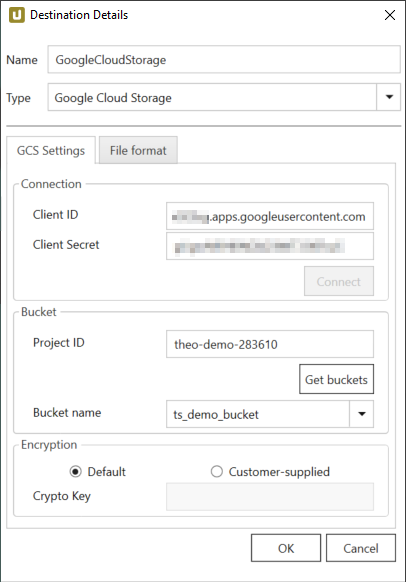 Destination Details
Name GoogleCloudStorage
Type Google Cloud Storage
GCS Settings File format
Connection
Client ID .apps.googleusercontent.com
Client Secret
Connect
Bucket
Project ID theo-demo-283610
Get buckets
Bucket name ts_demo_bucket
Encryption
Default Customer-supplied
Crypto Key
OK Cancel